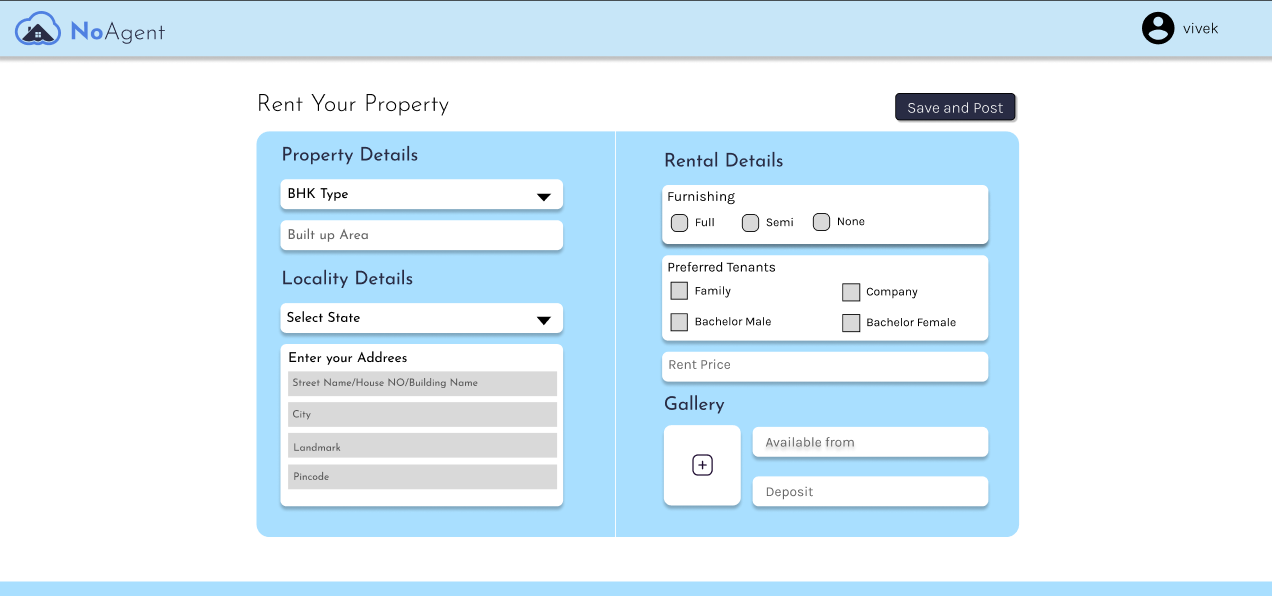 NoAgent
vivek
Rent Your Property
Save and Post
Property Details
BHK Type
Built up Area
Locality Details
Select State
Enter your Addrees
Street Name/House NO/Building Name
City
Landmark
Pincode
Rental Details
Furnishing
Full Semi None
Preferred Tenants
Family Company
Bachelor Male Bachelor Female
Rent Price
Gallery
Available from
Deposit